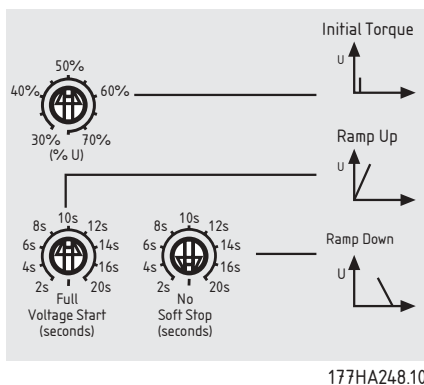 Initial Torque
U
50%
40%
60%
30%
70%
(% U)
Ramp Up
U
10s
8s
12s
6s
14s
4s
16s
2s
20s
Full
Voltage Start
(seconds)
10s
8s
12s
6s
14s
4s
16s
2s
20s
No
Soft Stop
(seconds)
Ramp Down
U
177HA248.10